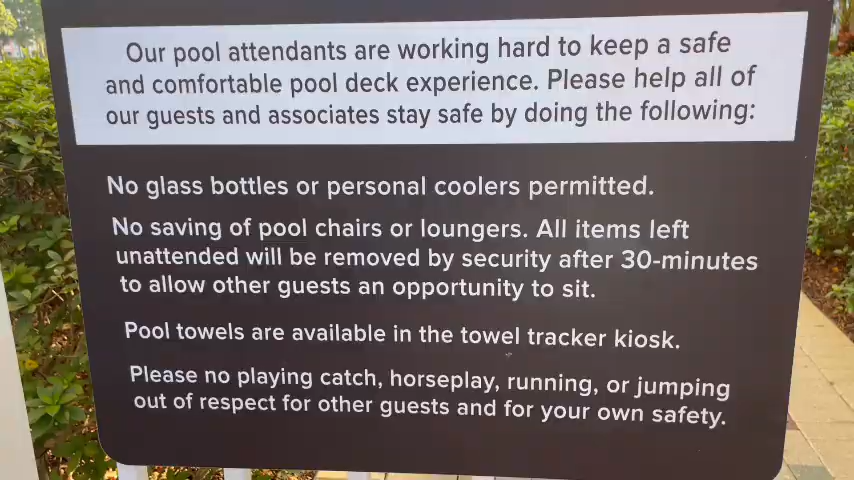 Our pool attendants are working hard to keep a safe
and comfortable pool deck experience. Please help all of
our guests and associates stay safe by doing the following:
No glass bottles or personal coolers permitted.
No saving of pool chairs or loungers. All items left
unattended will be removed by security after 30-minutes
to allow other guests an opportunity to sit.
Pool towels are available in the towel tracker kiosk.
Please no playing catch, horseplay, running, or jumping
out of respect for other guests and for your own safety.